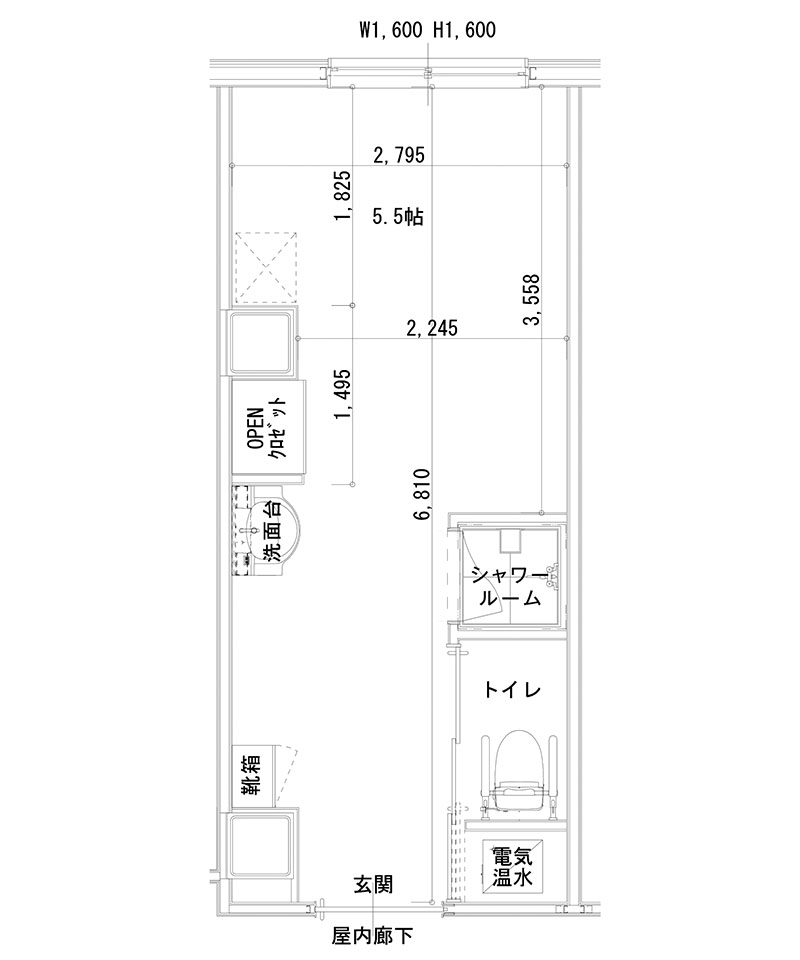 W1,600 H1,600
2,795
1,825
5.5帖
3,558
2,245
1,495
OPEN
クロゼット
6,810
洗面台
シャワー
ルーム
トイレ
靴箱
電気
温水
玄関
屋内廊下